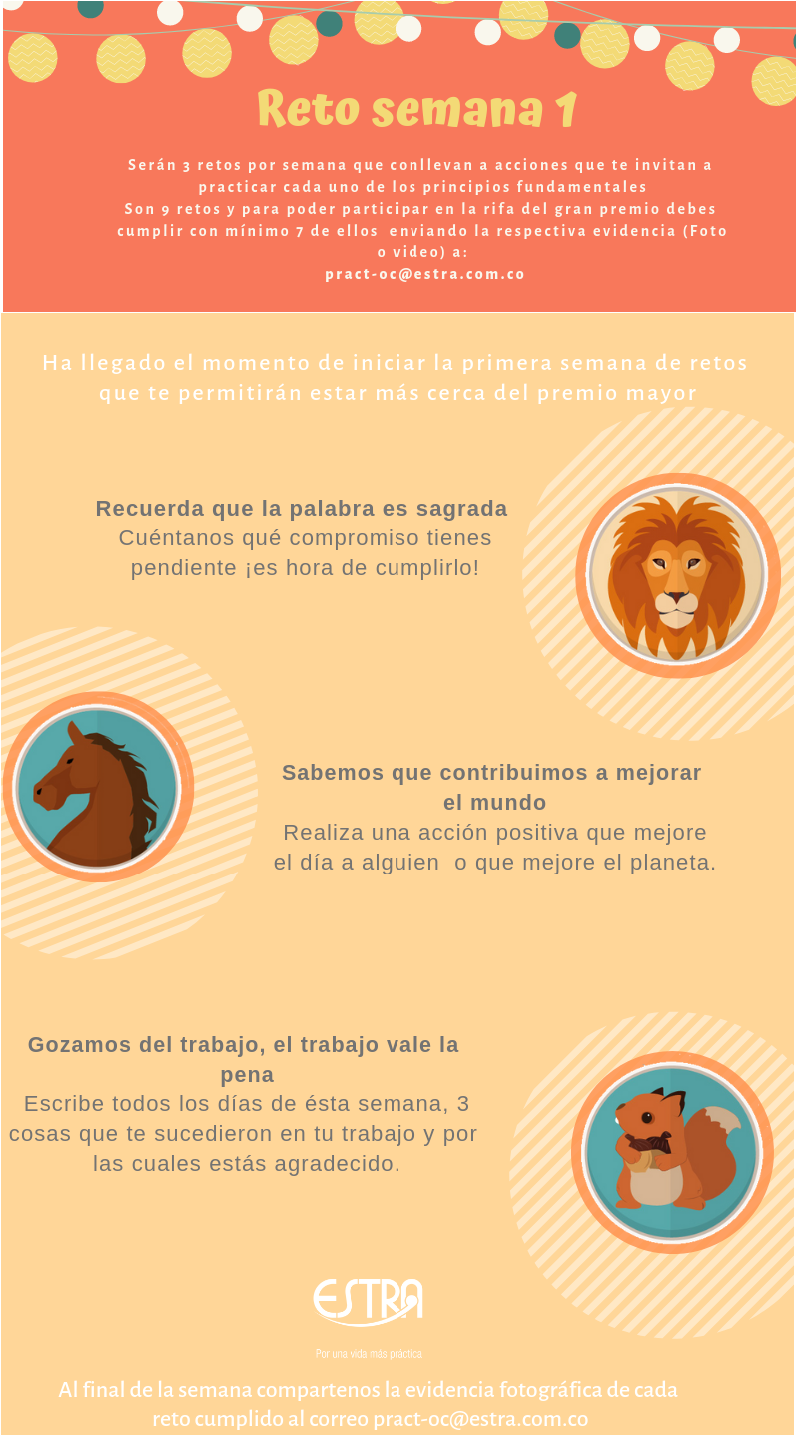 Reto semana 1
Serán 3 retos por semana que conllevan a acciones que te invitan a
practicar cada uno de los principios fundamentales
Son 9 retos y para poder participar en la rifa del gran premio debes
cumplir con mínimo 7 de ellos enviando la respectiva evidencia (Foto
o video) a:
pract-oc@estra.com.co
Ha llegado el momento de iniciar la primera semana de retos
que te permitirán estar más cerca del premio mayor
Recuerda que la palabra es sagrada
Cuéntanos qué compromiso tienes
pendiente ¡es hora de cumplirlo!
Sabemos que contribuimos a mejorar
el mundo
Realiza una acción positiva que mejore
el día a alguien o que mejore el planeta.
Gozamos del trabajo, el trabajo vale la
pena
Escribe todos los días de ésta semana, 3
cosas que te sucedieron en tu trabajo y por
las cuales estás agradecido.
ESTRA
Por una vida más práctica
Al final de la semana compartenos la evidencia fotográfica de cada
reto cumplido al correo pract-oc@estra.com.co